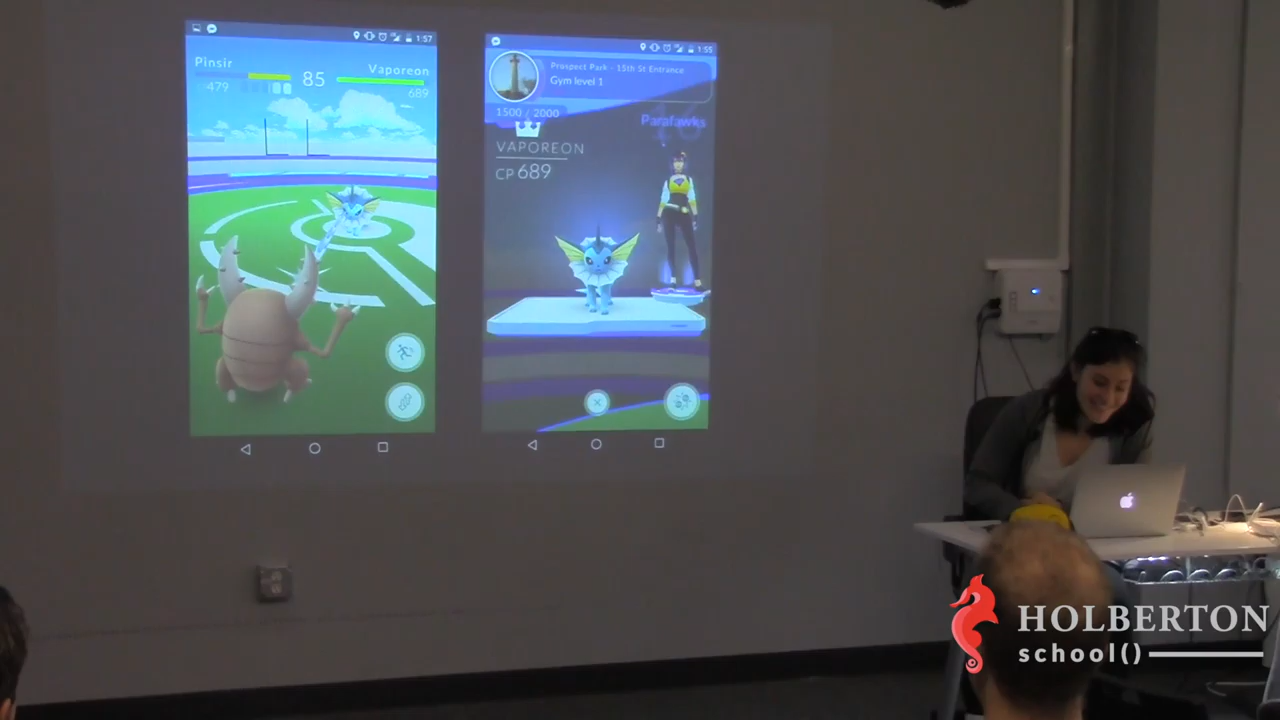 1:57
Pinsir
479
85
Vaporeon
689
1:55
Prospect Park - 15th St Entrance
Gym level 1
1500 / 2000
Parafawks
VAPOREON
CP 689
HOLBERTON
school()